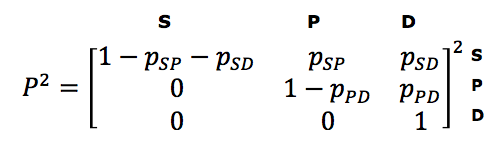 S P D
P² = [1 − p_SP − p_SD p_SP p_SD]² S
0 1 − p_PD p_PD P
0 0 1 D